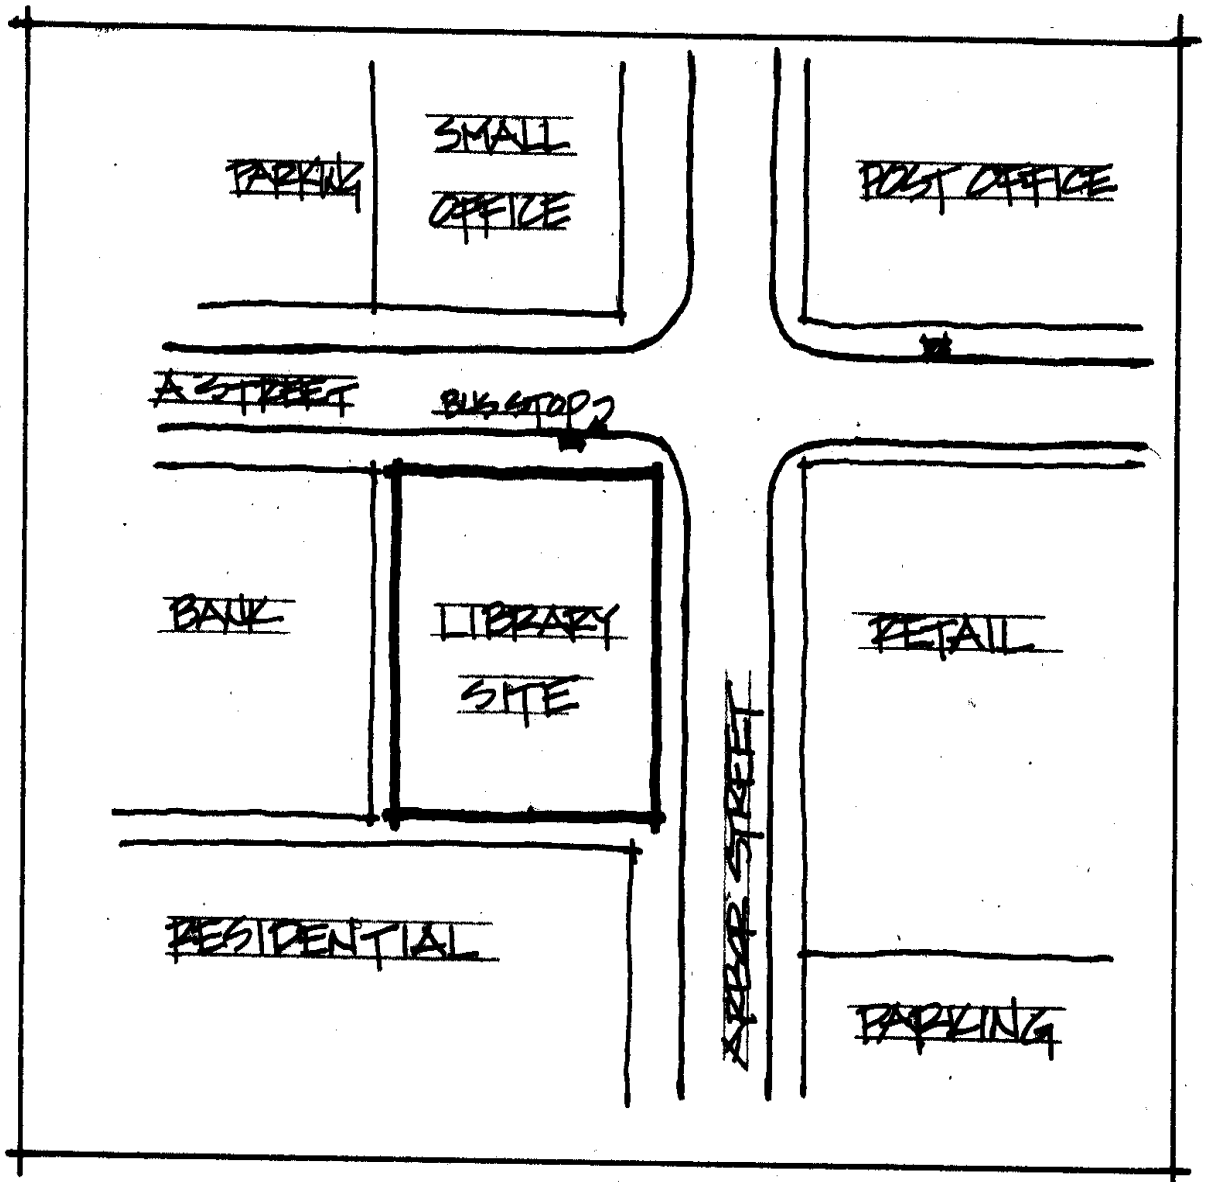 SMALL
OFFICE
PARKING
POST OFFICE
A STREET
BUS STOP
BANK
LIBRARY
SITE
RETAIL
ARBOR STREET
RESIDENTIAL
PARKING